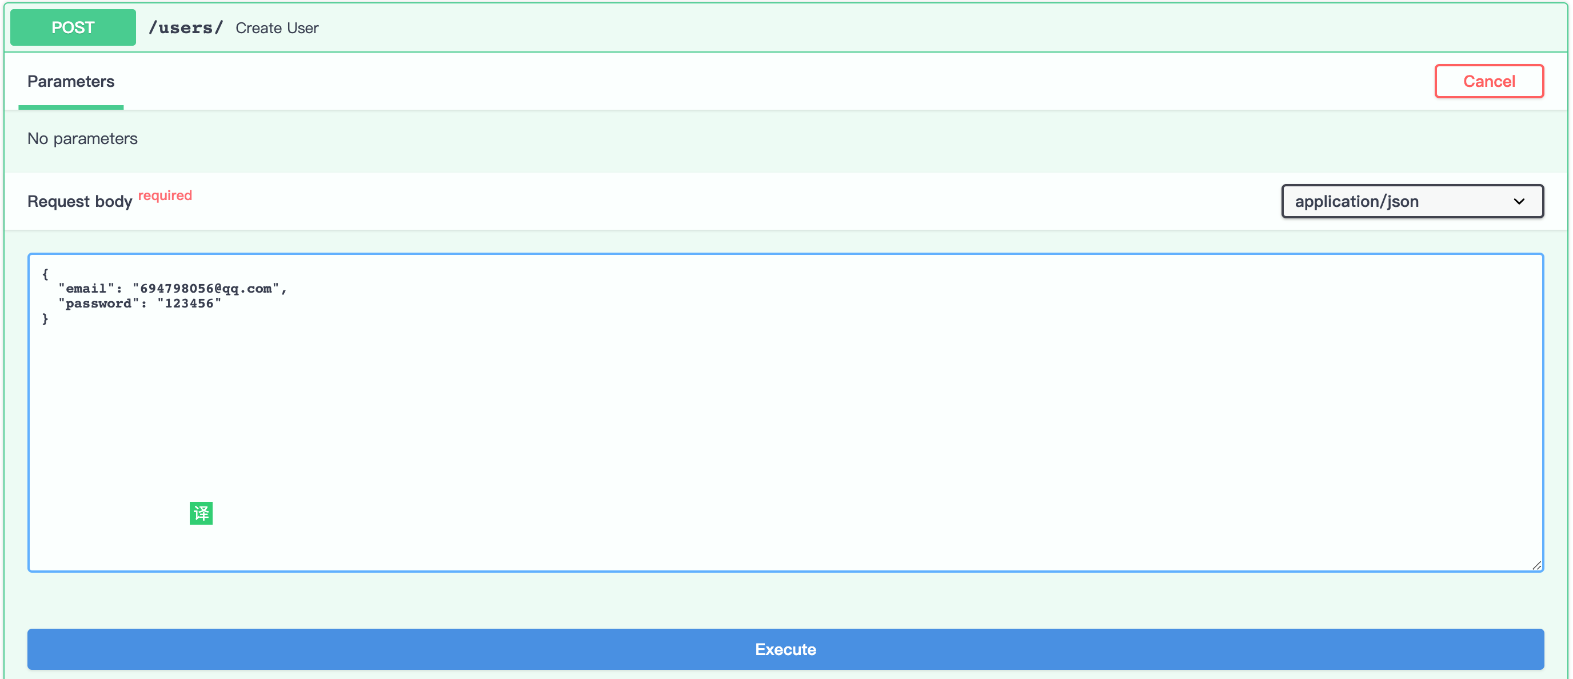 POST /users/ Create User
Parameters
Cancel
No parameters
Request body required
application/json
{
  "email": "694798056@qq.com",
  "password": "123456"
}
译
Execute